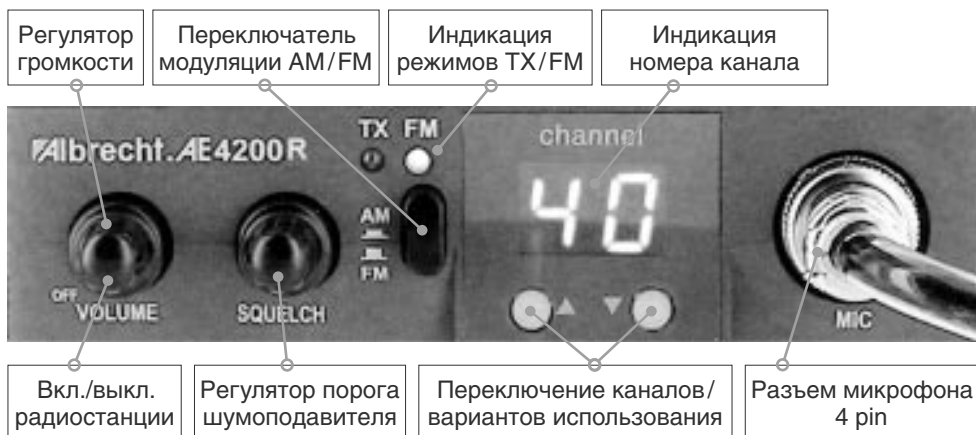 Регулятор
громкости
Переключатель
модуляции AM/FM
Индикация
режимов TX/FM
Индикация
номера канала
Albrecht. AE4200R
TX FM
channel
40
AM
FM
OFF
VOLUME
SQUELCH
▲ ▼
MIC
Вкл./выкл.
радиостанции
Регулятор порога
шумоподавителя
Переключение каналов/
вариантов использования
Разъем микрофона
4 pin